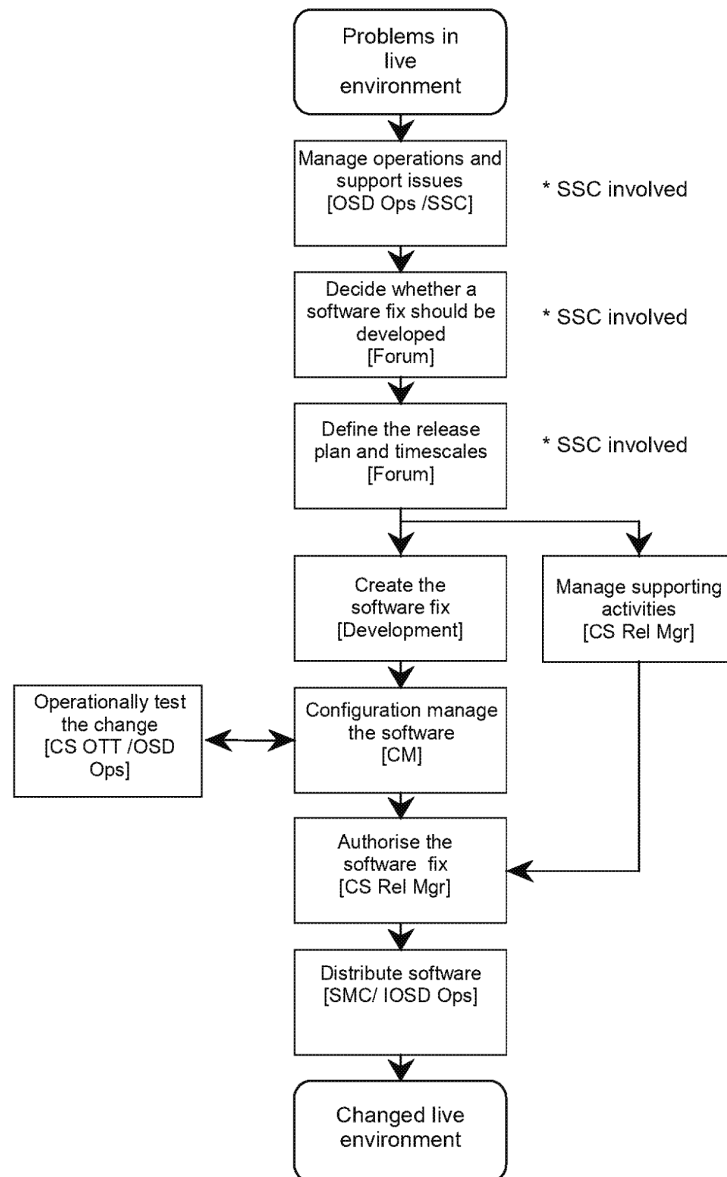 Problems in
live
environment
Manage operations and
support issues
[OSD Ops /SSC]
* SSC involved
Decide whether a
software fix should be
developed
[Forum]
* SSC involved
Define the release
plan and timescales
[Forum]
* SSC involved
Create the
software fix
[Development]
Manage supporting
activities
[CS Rel Mgr]
Operationally test
the change
[CS OTT /OSD
Ops]
Configuration manage
the software
[CM]
Authorise the
software fix
[CS Rel Mgr]
Distribute software
[SMC/ IOSD Ops]
Changed live
environment